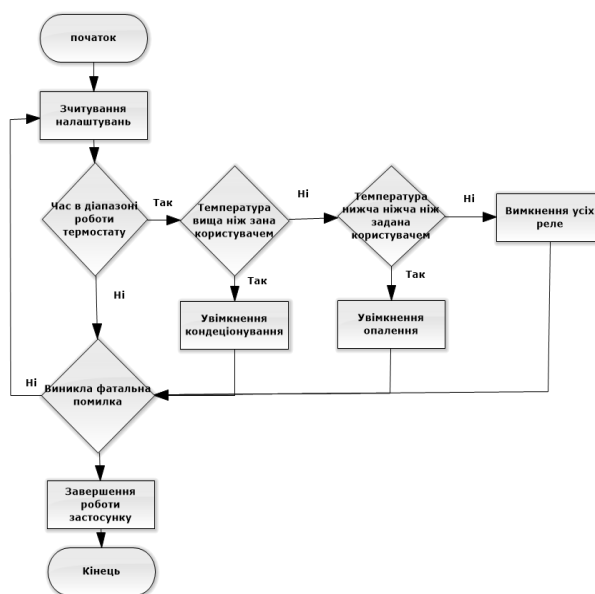 початок
Зчитування
налаштувань
Час в діапазоні
роботи
термостату
Так
Температура
вища ніж зана
користувачем
Ні
Температура
нижча ніжча ніж
задана
користувачем
Ні
Вимкнення усіх
реле
Ні
Так
Так
Увімкнення
кондеціонування
Увімкнення
опалення
Ні
Виникла фатальна
помилка
Завершення
роботи
застосунку
Кінець